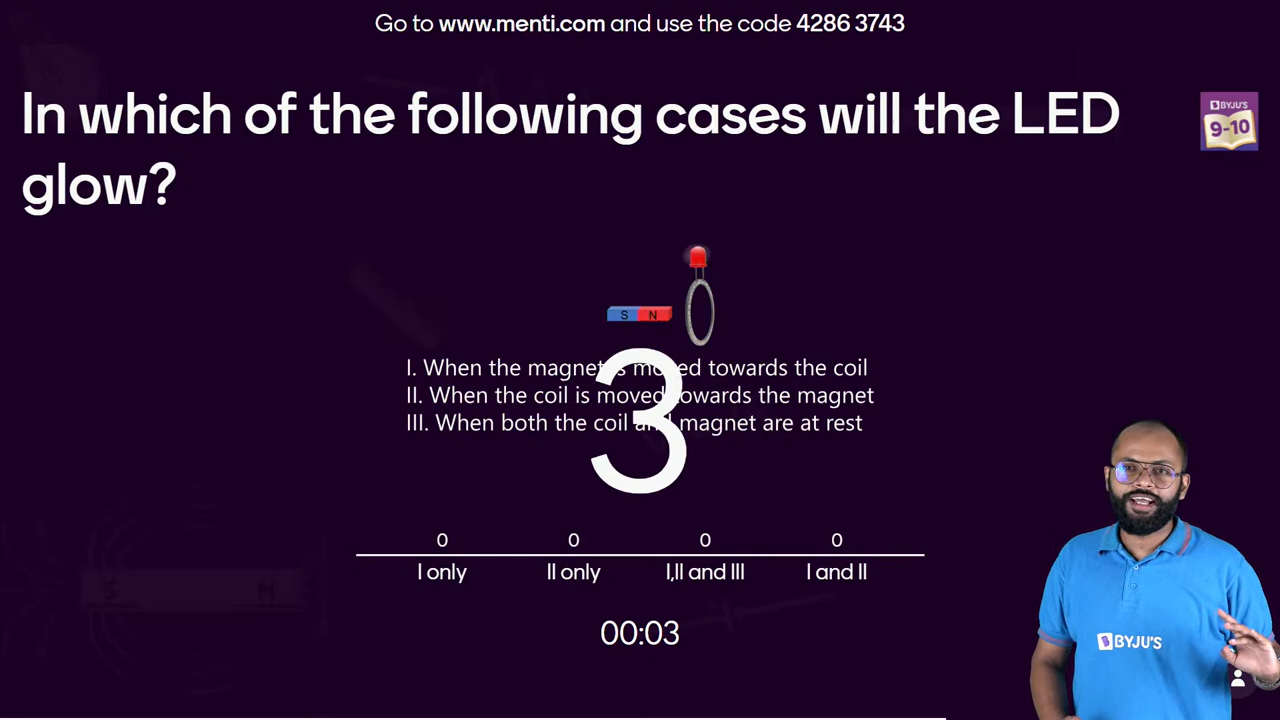 Go to www.menti.com and use the code 4286 3743
In which of the following cases will the LED
glow?
BYJU'S
9-10
S N
I. When the magnet is moved towards the coil
II. When the coil is moved towards the magnet
III. When both the coil and magnet are at rest
3
0 0 0 0
I only II only I,II and III I and II
00:03
S N
BYJU'S